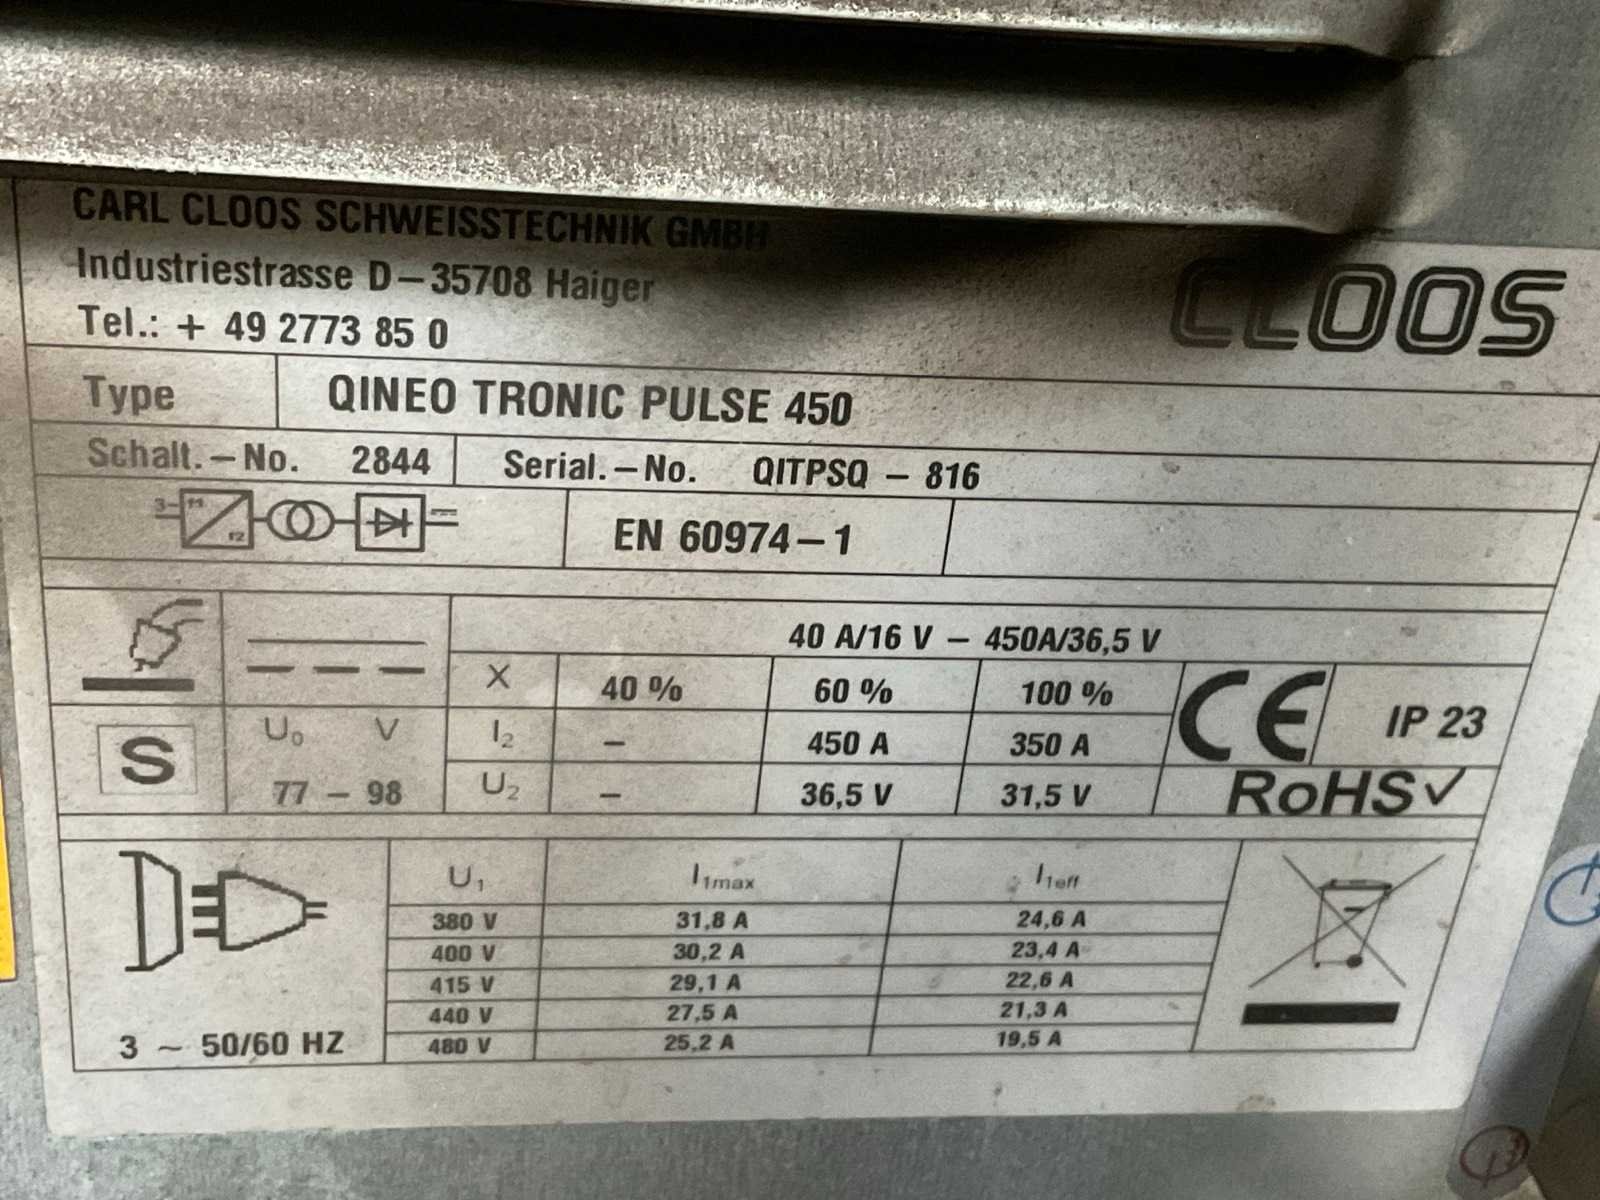 CARL CLOOS SCHWEISSTECHNIK GMBH
Industriestrasse D–35708 Haiger
Tel.: + 49 2773 85 0
CLOOS
Type QINEO TRONIC PULSE 450
Schalt.–No. 2844 Serial.–No. QITPSQ – 816
3~ f1 f2
EN 60974–1
40 A/16 V – 450A/36,5 V
X 40 % 60 % 100 %
S U₀ V I₂ – 450 A 350 A
77 – 98 U₂ – 36,5 V 31,5 V
CE IP 23
RoHS✓
U₁ I₁max I₁eff
380 V 31,8 A 24,6 A
400 V 30,2 A 23,4 A
415 V 29,1 A 22,6 A
440 V 27,5 A 21,3 A
480 V 25,2 A 19,5 A
3 ~ 50/60 HZ